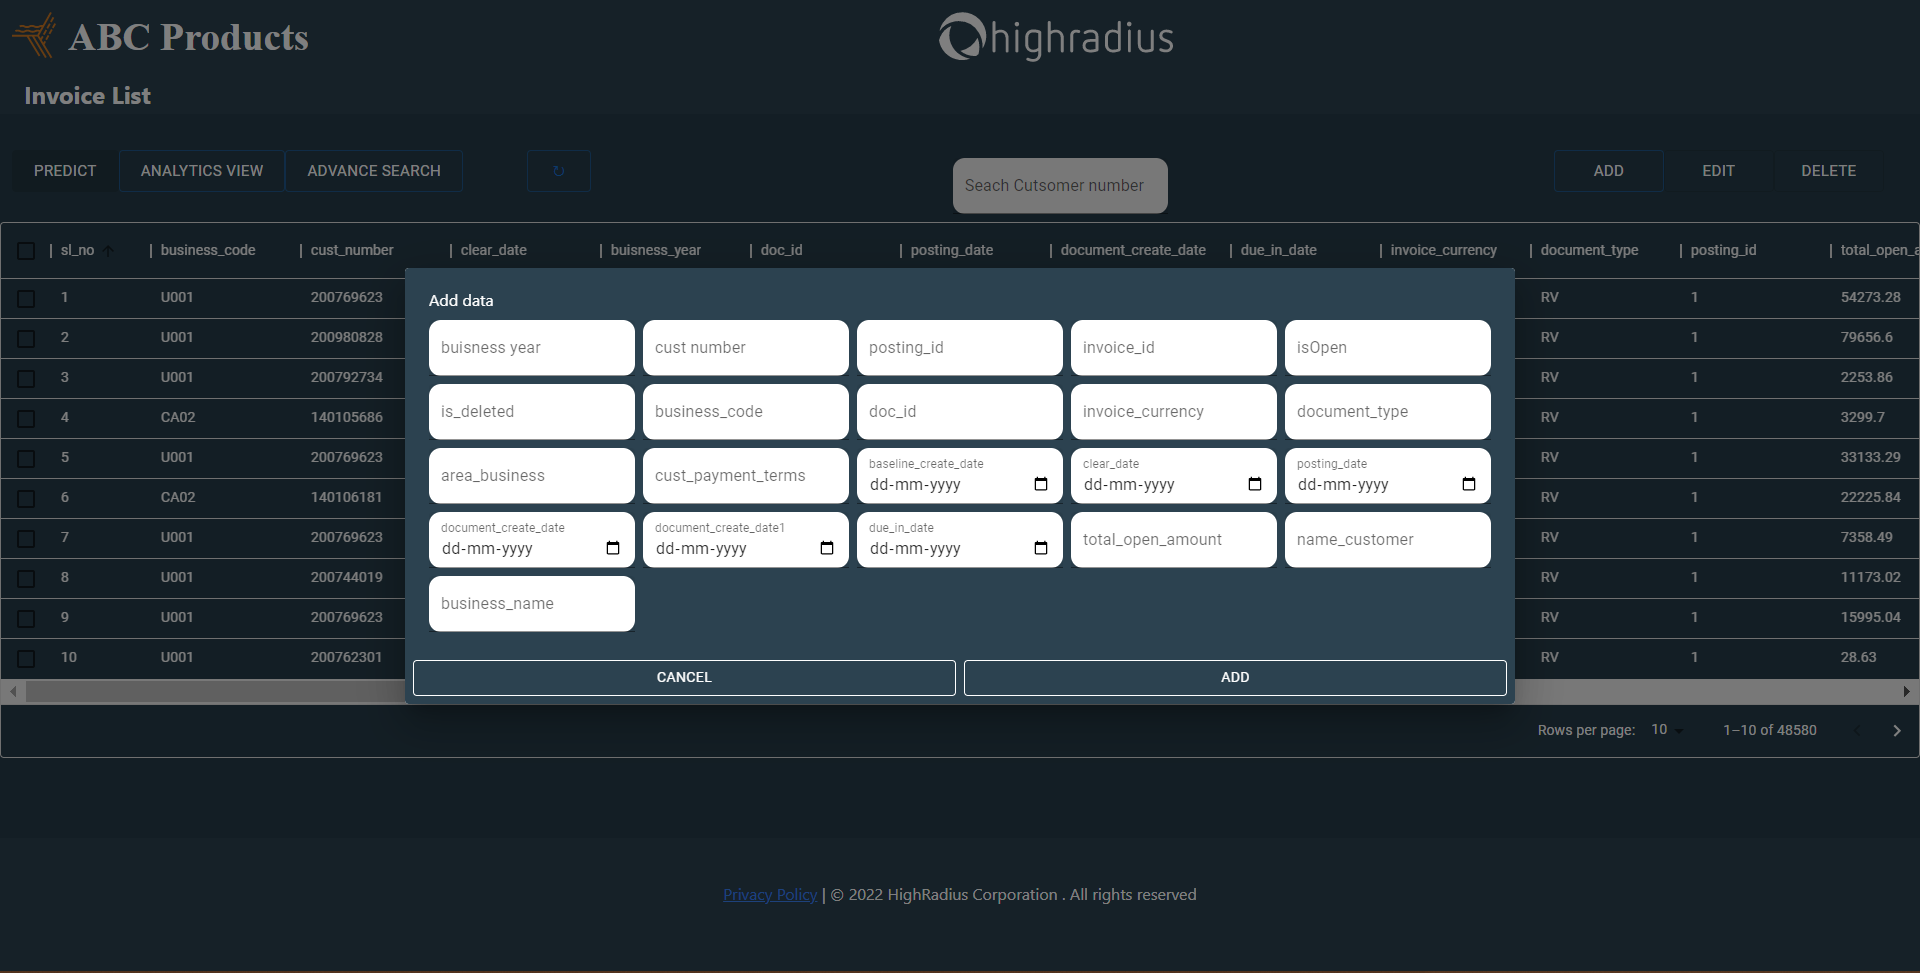 ABC Products
highradius
Invoice List
PREDICT ANALYTICS VIEW ADVANCE SEARCH ↻ Seach Cutsomer number ADD EDIT DELETE
sl_no ↑ business_code cust_number clear_date buisness_year doc_id posting_date document_create_date due_in_date invoice_currency document_type posting_id total_open_a
1 U001 200769623 RV 1 54273.28
2 U001 200980828 RV 1 79656.6
3 U001 200792734 RV 1 2253.86
4 CA02 140105686 RV 1 3299.7
5 U001 200769623 RV 1 33133.29
6 CA02 140106181 RV 1 22225.84
7 U001 200769623 RV 1 7358.49
8 U001 200744019 RV 1 11173.02
9 U001 200769623 RV 1 15995.04
10 U001 200762301 RV 1 28.63
Add data
buisness year cust number posting_id invoice_id isOpen
is_deleted business_code doc_id invoice_currency document_type
area_business cust_payment_terms baseline_create_date clear_date posting_date
dd-mm-yyyy dd-mm-yyyy dd-mm-yyyy
document_create_date document_create_date1 due_in_date total_open_amount name_customer
dd-mm-yyyy dd-mm-yyyy dd-mm-yyyy
business_name
CANCEL ADD
Rows per page: 10 1–10 of 48580
Privacy Policy | © 2022 HighRadius Corporation . All rights reserved